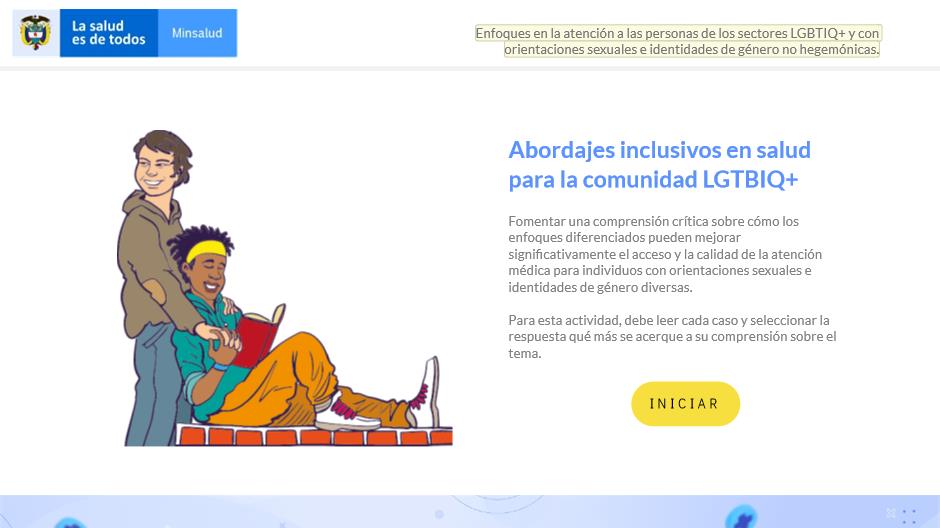 La salud
es de todos
Minsalud
Enfoques en la atención a las personas de los sectores LGBTIQ+ y con
orientaciones sexuales e identidades de género no hegemónicas.
Abordajes inclusivos en salud
para la comunidad LGTBIQ+
Fomentar una comprensión crítica sobre cómo los
enfoques diferenciados pueden mejorar
significativamente el acceso y la calidad de la atención
médica para individuos con orientaciones sexuales e
identidades de género diversas.
Para esta actividad, debe leer cada caso y seleccionar la
respuesta qué más se acerque a su comprensión sobre el
tema.
INICIAR